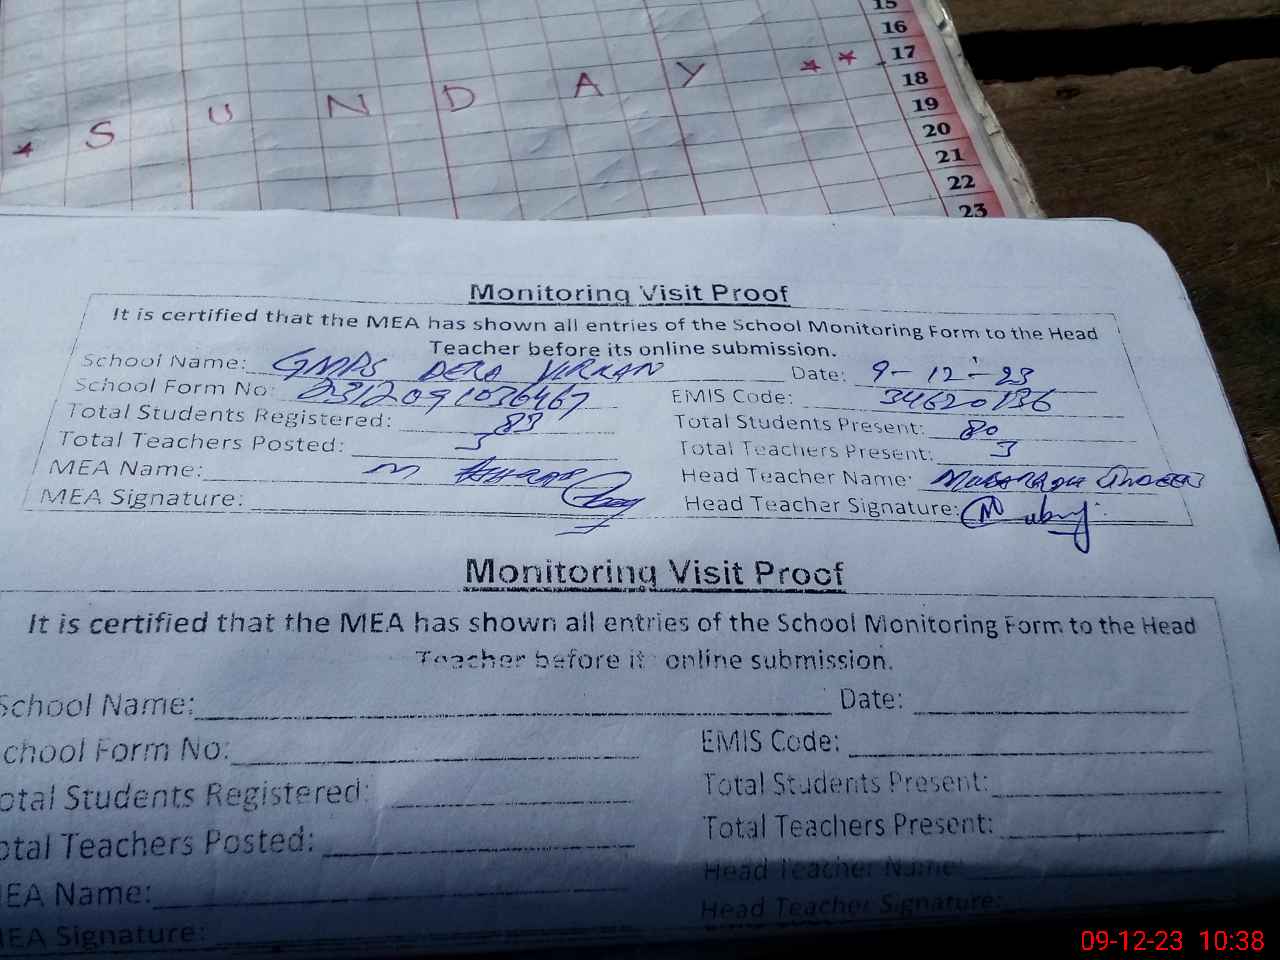 15
16
17
18
19
20
21
22
23
* S U N D A Y * *
Monitoring Visit Proof
It is certified that the MEA has shown all entries of the School Monitoring Form to the Head
Teacher before its online submission.
School Name: GMPS DERA VIRKAN Date: 9-12-23
School Form No: EMIS Code: 34620136
Total Students Registered: 83 Total Students Present: 80
Total Teachers Posted: 3 Total Teachers Present: 3
MEA Name: M Head Teacher Name:
MEA Signature: Head Teacher Signature:
Monitoring Visit Proof
It is certified that the MEA has shown all entries of the School Monitoring Form to the Head
Teacher before it online submission.
School Name: Date:
chool Form No: EMIS Code:
otal Students Registered: Total Students Present:
otal Teachers Posted: Total Teachers Present:
EA Name: Head Teacher Name:
MEA Signature: Head Teacher Signature:
09-12-23 10:38